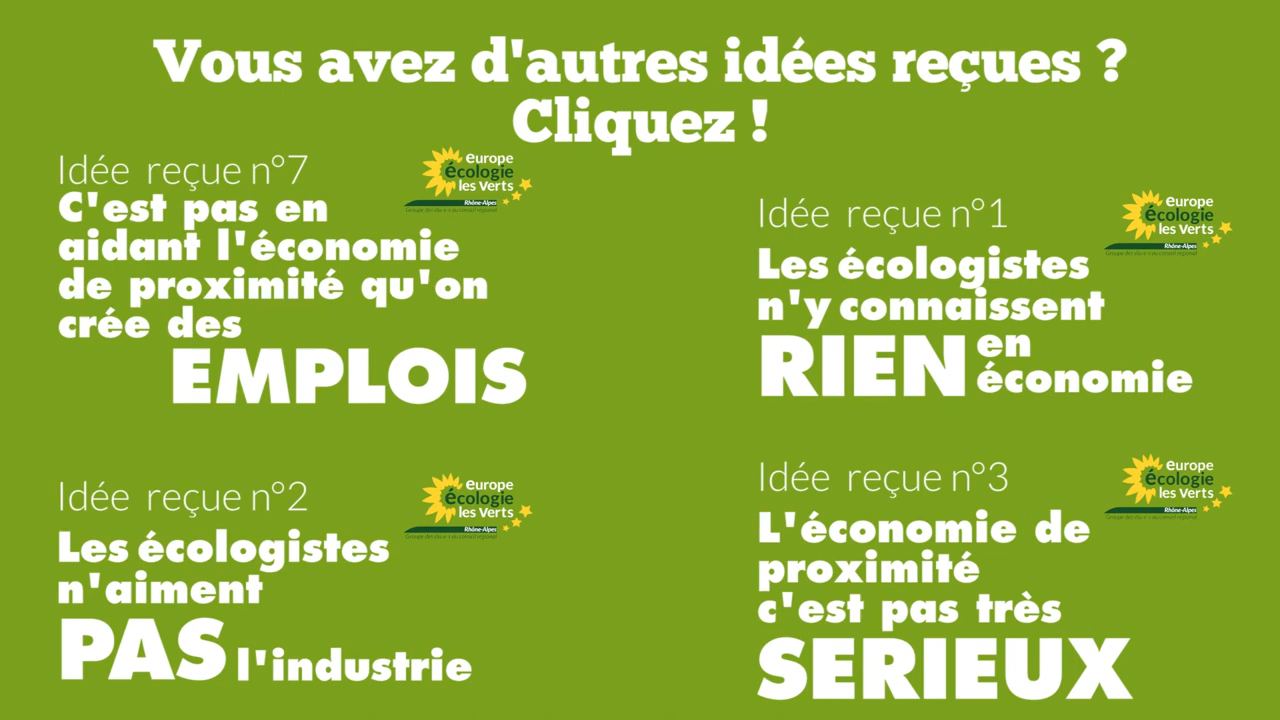 Vous avez d'autres idées reçues ?
Cliquez !
Idée reçue n°7
europe
écologie
les Verts
Rhône-Alpes
C'est pas en
aidant l'économie
de proximité qu'on
crée des
EMPLOIS
Idée reçue n°1
europe
écologie
les Verts
Rhône-Alpes
Les écologistes
n'y connaissent
RIEN en
économie
Idée reçue n°2
europe
écologie
les Verts
Rhône-Alpes
Les écologistes
n'aiment
PAS l'industrie
Idée reçue n°3
europe
écologie
les Verts
Rhône-Alpes
L'économie de
proximité
c'est pas très
SERIEUX